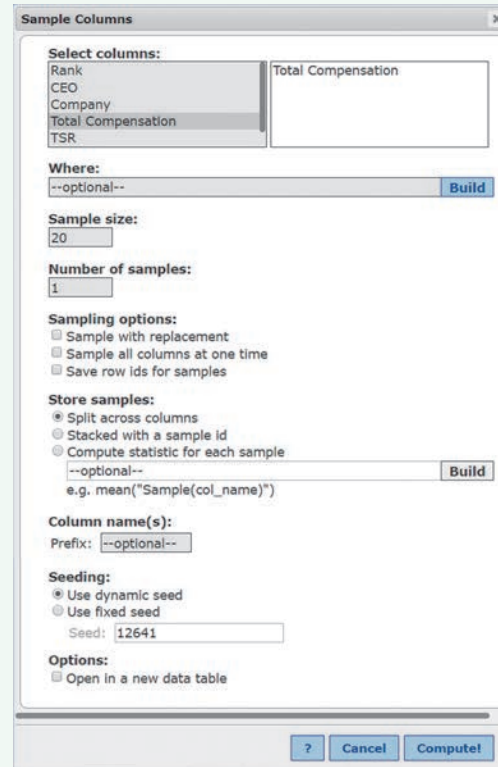 Sample Columns
x
Select columns:
Rank
CEO
Company
Total Compensation
TSR
Total Compensation
Where:
--optional-- Build
Sample size:
20
Number of samples:
1
Sampling options:
Sample with replacement
Sample all columns at one time
Save row ids for samples
Store samples:
Split across columns
Stacked with a sample id
Compute statistic for each sample
--optional-- Build
e.g. mean("Sample(col_name)")
Column name(s):
Prefix: --optional--
Seeding:
Use dynamic seed
Use fixed seed
Seed: 12641
Options:
Open in a new data table
? Cancel Compute!